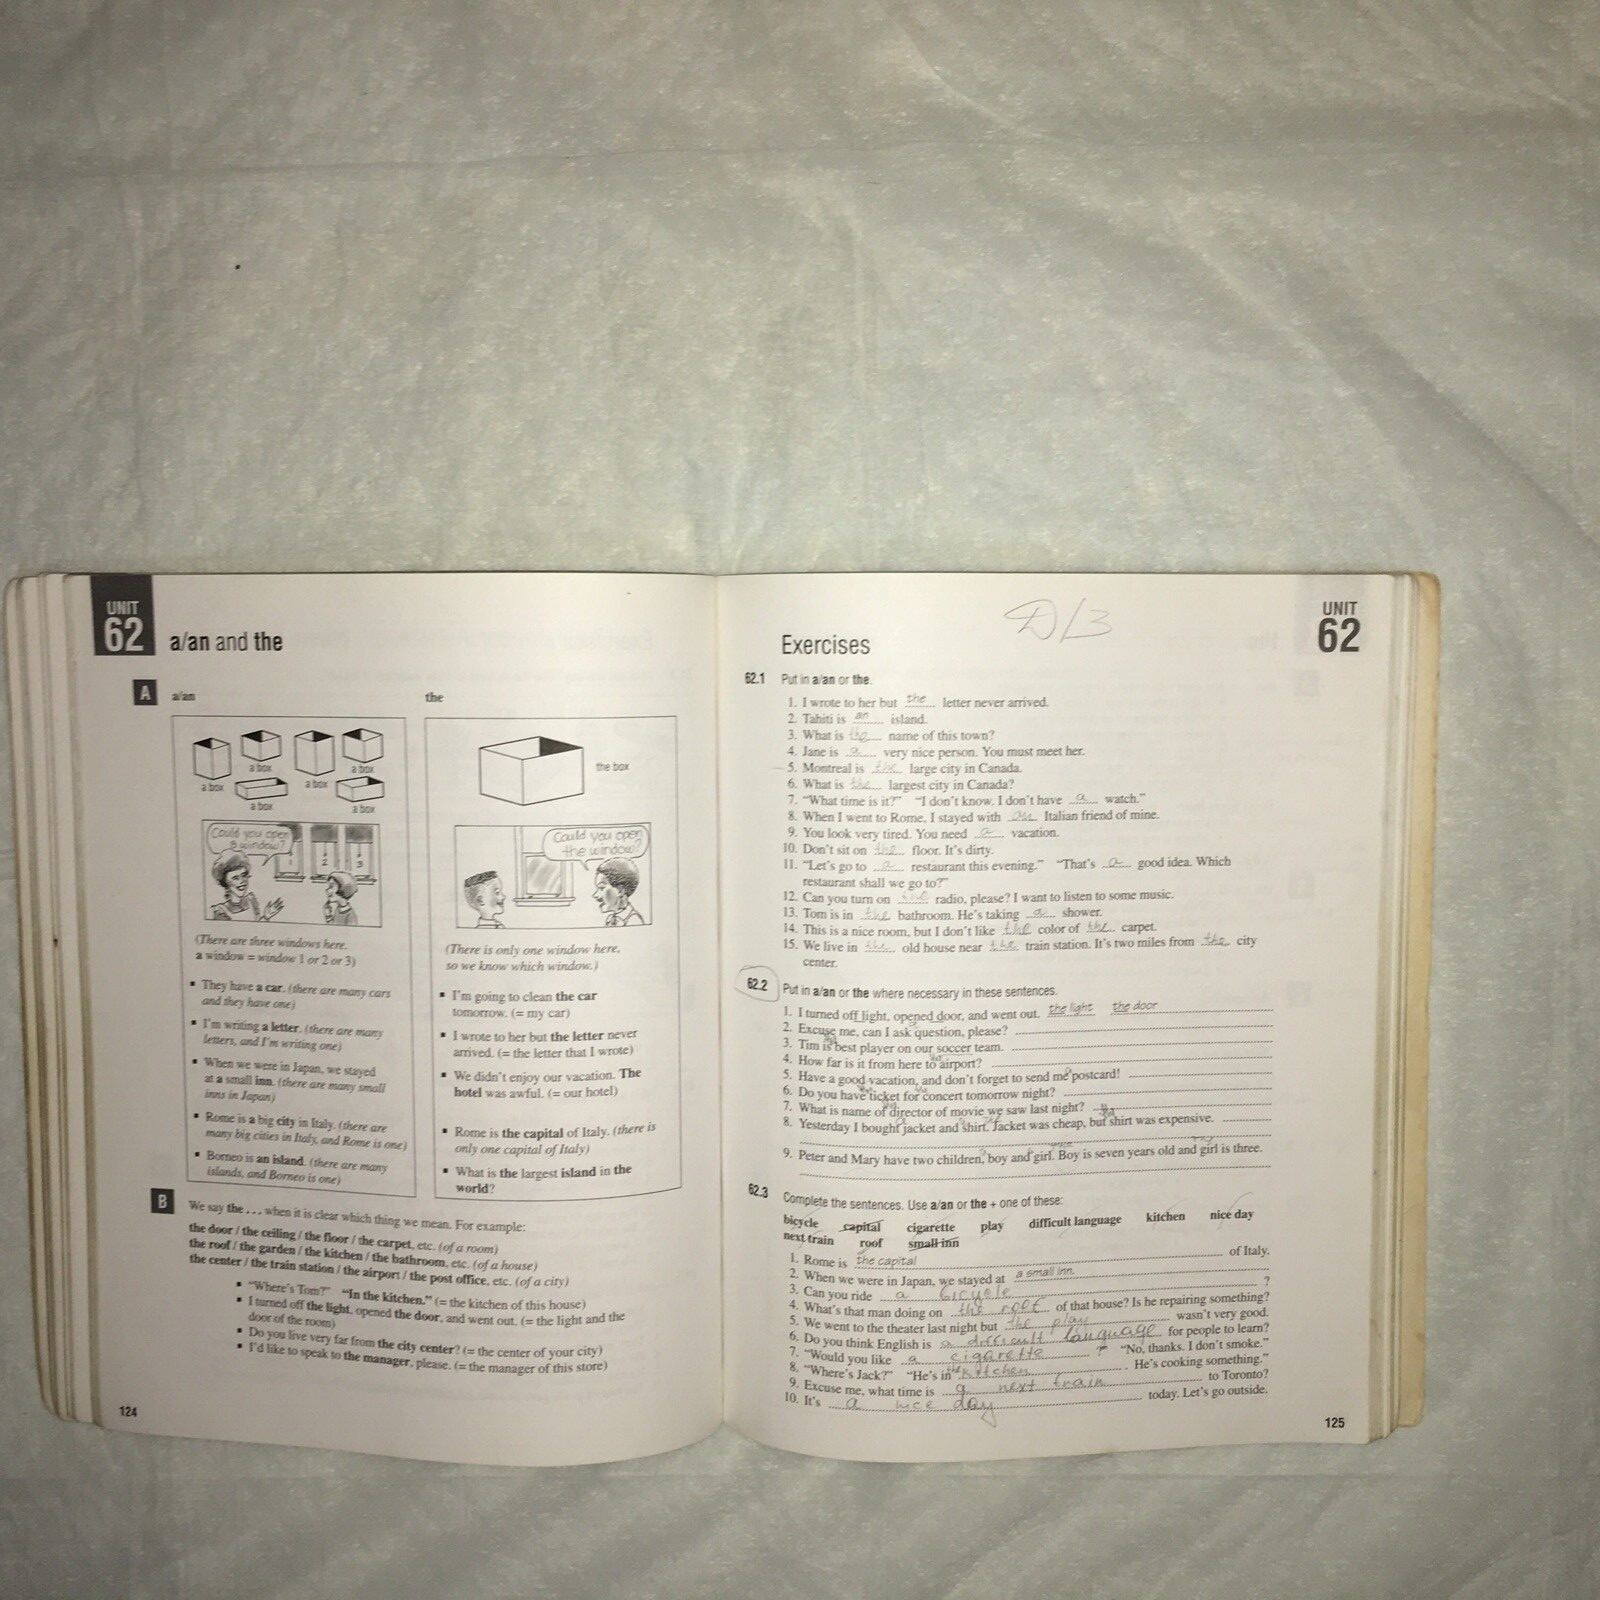 UNIT
62
a/an and the
A
a/an
the
a box
a box
a box
a box
a box
a box
the box
Could you open
a window?
1
2
3
Could you open
the window?
(There are three windows here.
a window = window 1 or 2 or 3)
(There is only one window here,
so we know which window.)
▪ They have a car. (there are many cars
and they have one)
▪ I'm writing a letter. (there are many
letters, and I'm writing one)
▪ When we were in Japan, we stayed
at a small inn. (there are many small
inns in Japan)
▪ Rome is a big city in Italy. (there are
many big cities in Italy, and Rome is one)
▪ Borneo is an island. (there are many
islands, and Borneo is one)
▪ I'm going to clean the car
tomorrow. (= my car)
▪ I wrote to her but the letter never
arrived. (= the letter that I wrote)
▪ We didn't enjoy our vacation. The
hotel was awful. (= our hotel)
▪ Rome is the capital of Italy. (there is
only one capital of Italy)
▪ What is the largest island in the
world?
B
We say the . . . when it is clear which thing we mean. For example:
the door / the ceiling / the floor / the carpet, etc. (of a room)
the roof / the garden / the kitchen / the bathroom, etc. (of a house)
the center / the train station / the airport / the post office, etc. (of a city)
▪ "Where's Tom?" "In the kitchen." (= the kitchen of this house)
▪ I turned off the light, opened the door, and went out. (= the light and the
door of the room)
▪ Do you live very far from the city center? (= the center of your city)
▪ I'd like to speak to the manager, please. (= the manager of this store)
124
Exercises
UNIT
62
62.1 Put in a/an or the.
1. I wrote to her but the letter never arrived.
2. Tahiti is an island.
3. What is the name of this town?
4. Jane is a very nice person. You must meet her.
5. Montreal is the large city in Canada.
6. What is the largest city in Canada?
7. "What time is it?" "I don't know. I don't have a watch."
8. When I went to Rome, I stayed with an Italian friend of mine.
9. You look very tired. You need a vacation.
10. Don't sit on the floor. It's dirty.
11. "Let's go to a restaurant this evening." "That's a good idea. Which
restaurant shall we go to?"
12. Can you turn on the radio, please? I want to listen to some music.
13. Tom is in the bathroom. He's taking a shower.
14. This is a nice room, but I don't like the color of the carpet.
15. We live in the old house near the train station. It's two miles from the city
center.
62.2 Put in a/an or the where necessary in these sentences.
1. I turned off light, opened door, and went out. the light the door
2. Excuse me, can I ask question, please?
3. Tim is best player on our soccer team.
4. How far is it from here to airport?
5. Have a good vacation, and don't forget to send me postcard!
6. Do you have ticket for concert tomorrow night?
7. What is name of director of movie we saw last night?
8. Yesterday I bought jacket and shirt. Jacket was cheap, but shirt was expensive.
9. Peter and Mary have two children, boy and girl. Boy is seven years old and girl is three.
62.3 Complete the sentences. Use a/an or the + one of these:
bicycle capital cigarette play difficult language kitchen nice day
next train roof small inn
1. Rome is the capital of Italy.
2. When we were in Japan, we stayed at a small inn.
3. Can you ride a bicycle ?
4. What's that man doing on the roof of that house? Is he repairing something?
5. We went to the theater last night but the play wasn't very good.
6. Do you think English is a difficult language for people to learn?
7. "Would you like a cigarette ?" "No, thanks. I don't smoke."
8. "Where's Jack?" "He's in the kitchen . He's cooking something."
9. Excuse me, what time is a next train to Toronto?
10. It's a nice day today. Let's go outside.
125